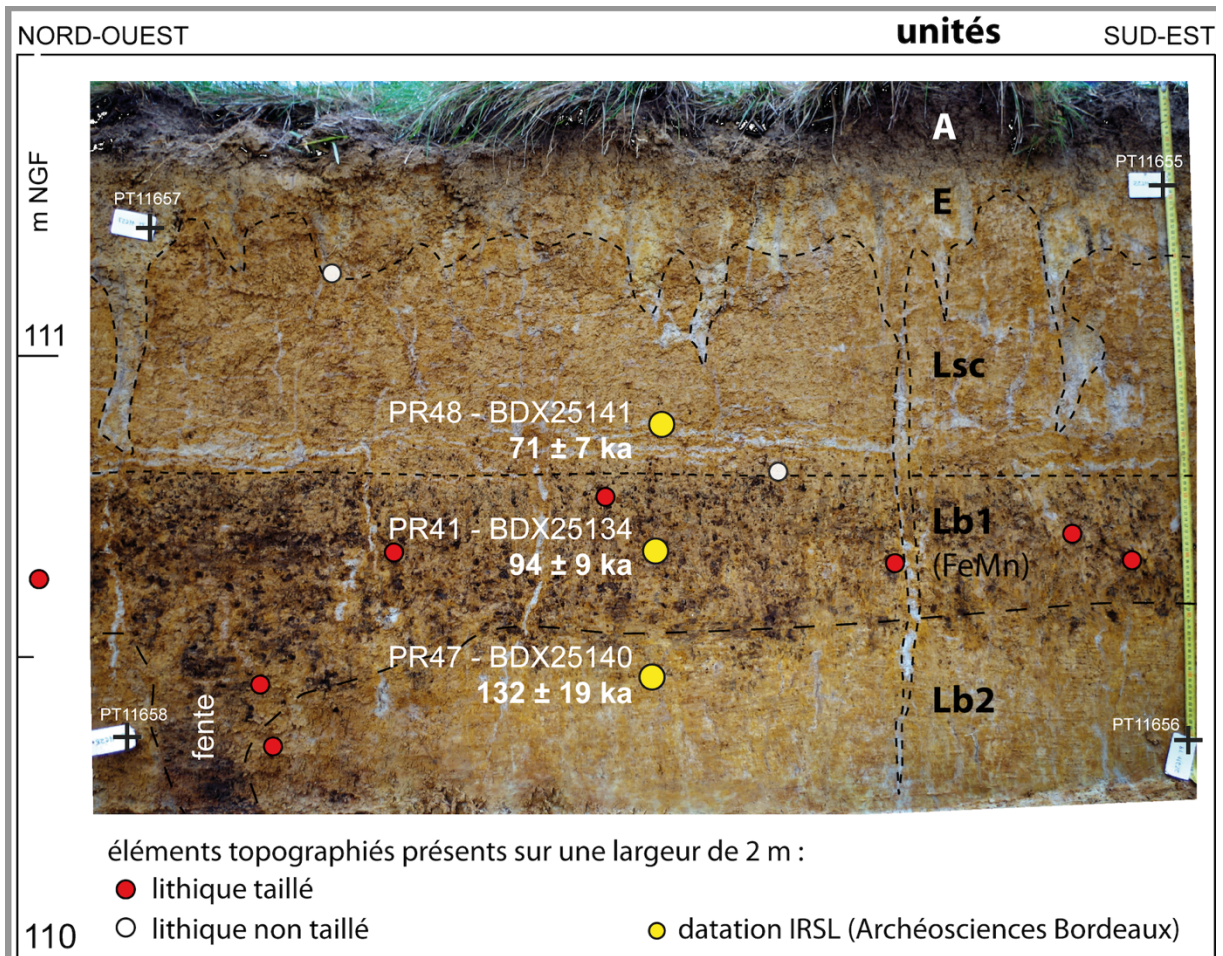 NORD-OUEST
unités
SUD-EST
m NGF
A
PT11655
PT11657
E
111
Lsc
PR48 - BDX25141
71 ± 7 ka
PR41 - BDX25134
94 ± 9 ka
Lb1
(FeMn)
PR47 - BDX25140
132 ± 19 ka
Lb2
fente
PT11658
PT11656
éléments topographiés présents sur une largeur de 2 m :
lithique taillé
lithique non taillé
datation IRSL (Archéosciences Bordeaux)
110